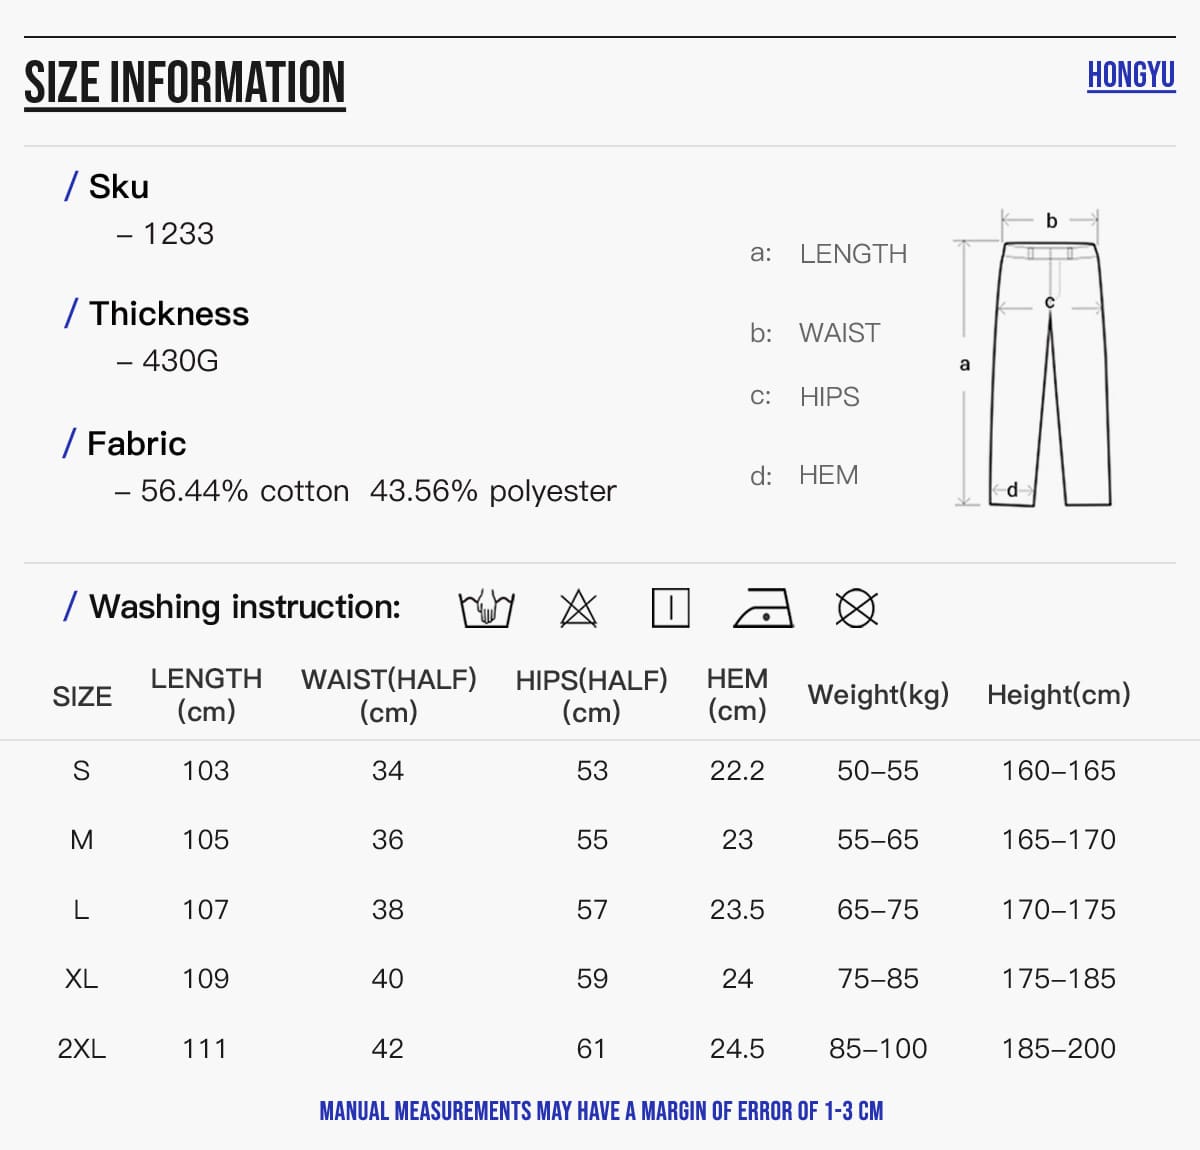 SIZE INFORMATION
HONGYU
/ Sku
– 1233
/ Thickness
– 430G
/ Fabric
– 56.44% cotton 43.56% polyester
a: LENGTH
b: WAIST
c: HIPS
d: HEM
b
c
a
d
/ Washing instruction:
SIZE LENGTH (cm) WAIST(HALF) (cm) HIPS(HALF) (cm) HEM (cm) Weight(kg) Height(cm)
S 103 34 53 22.2 50–55 160–165
M 105 36 55 23 55–65 165–170
L 107 38 57 23.5 65–75 170–175
XL 109 40 59 24 75–85 175–185
2XL 111 42 61 24.5 85–100 185–200
MANUAL MEASUREMENTS MAY HAVE A MARGIN OF ERROR OF 1-3 CM